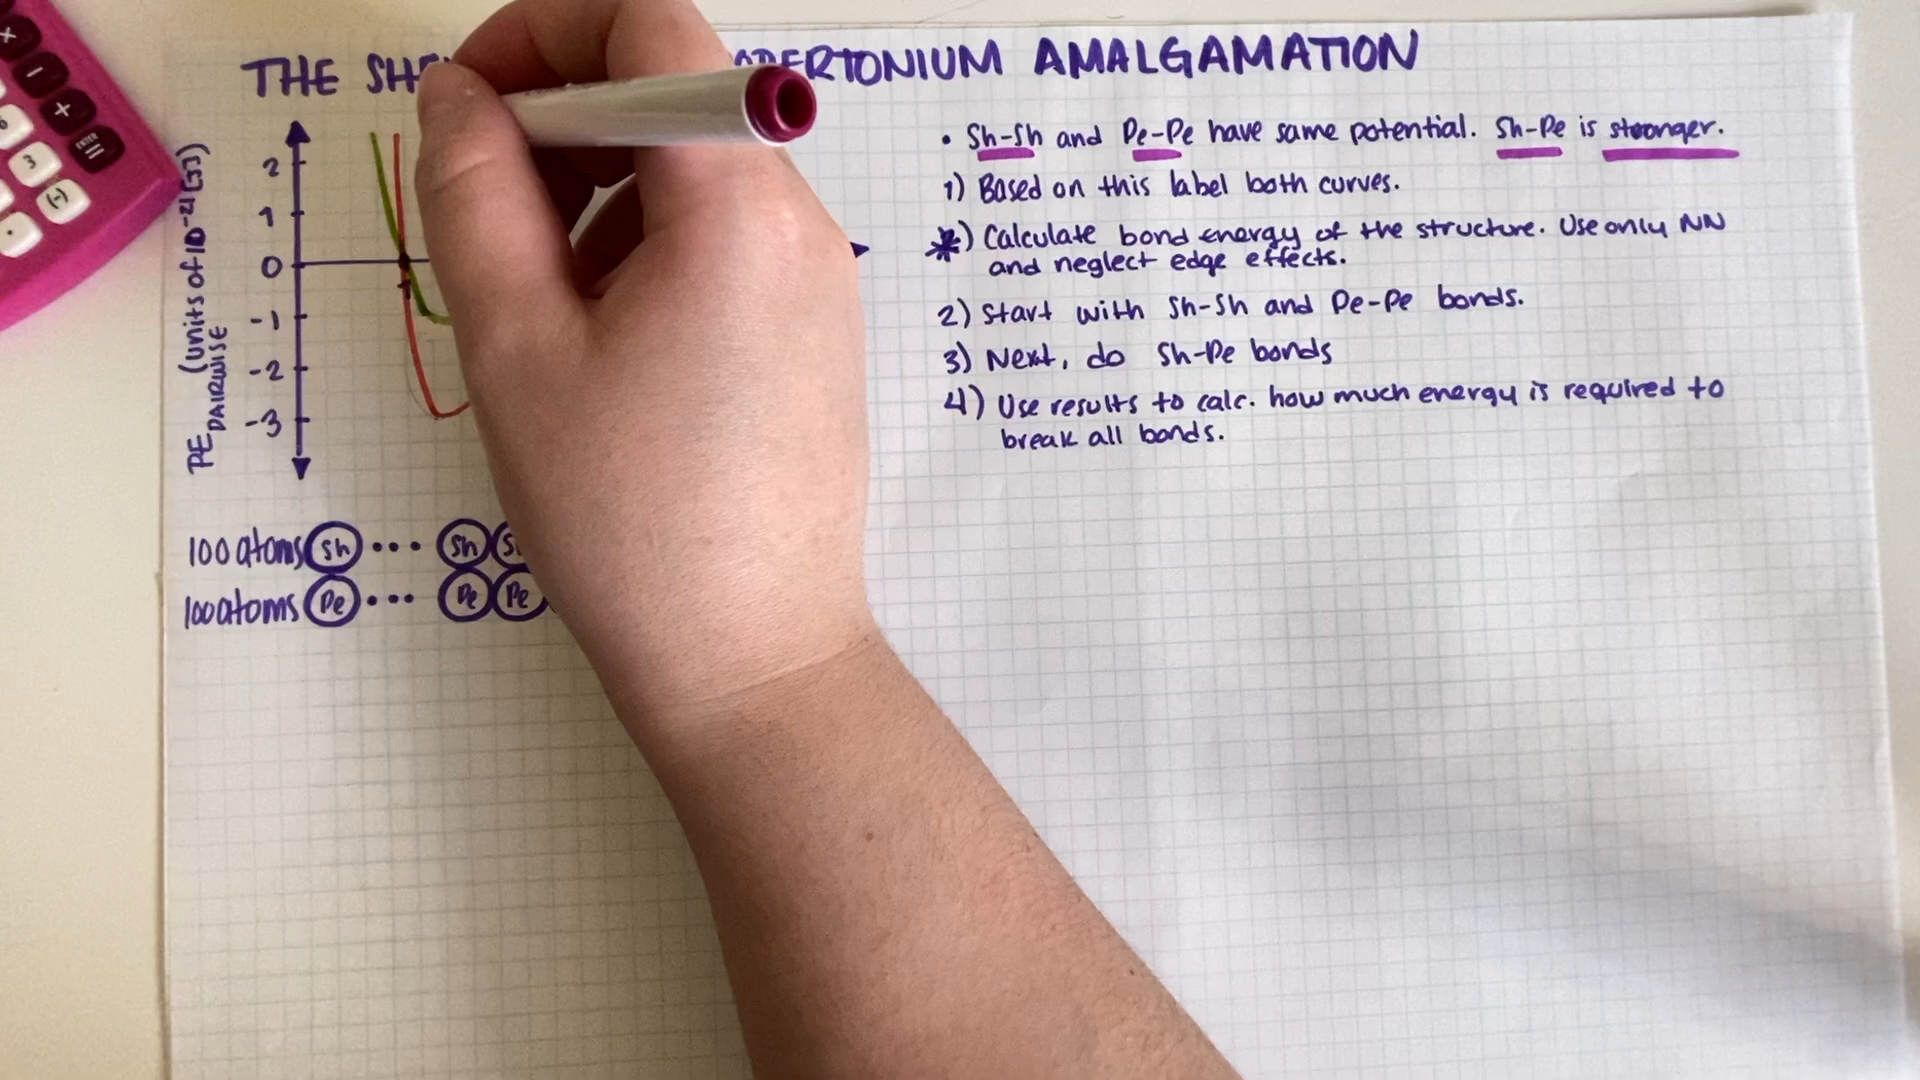 THE AMALGAMATION
• Sh-Sh and Pe-Pe have same potential. Sh-Pe is stronger.
1) Based on this label both curves.
*) Calculate bond energy of the structure. Use only NN
and neglect edge effects.
2) Start with Sh-Sh and Pe-Pe bonds.
3) Next, do Sh-Pe bonds
4) Use results to calc. how much energy is required to
break all bonds.
PE PAIRWISE (units of 10⁻²¹ [J])
2
1
0
-1
-2
-3
100 atoms Sh ••• Sh
100 atoms Pe ••• Pe Pe
+
-
+
ENTER
=
3
(-)
.